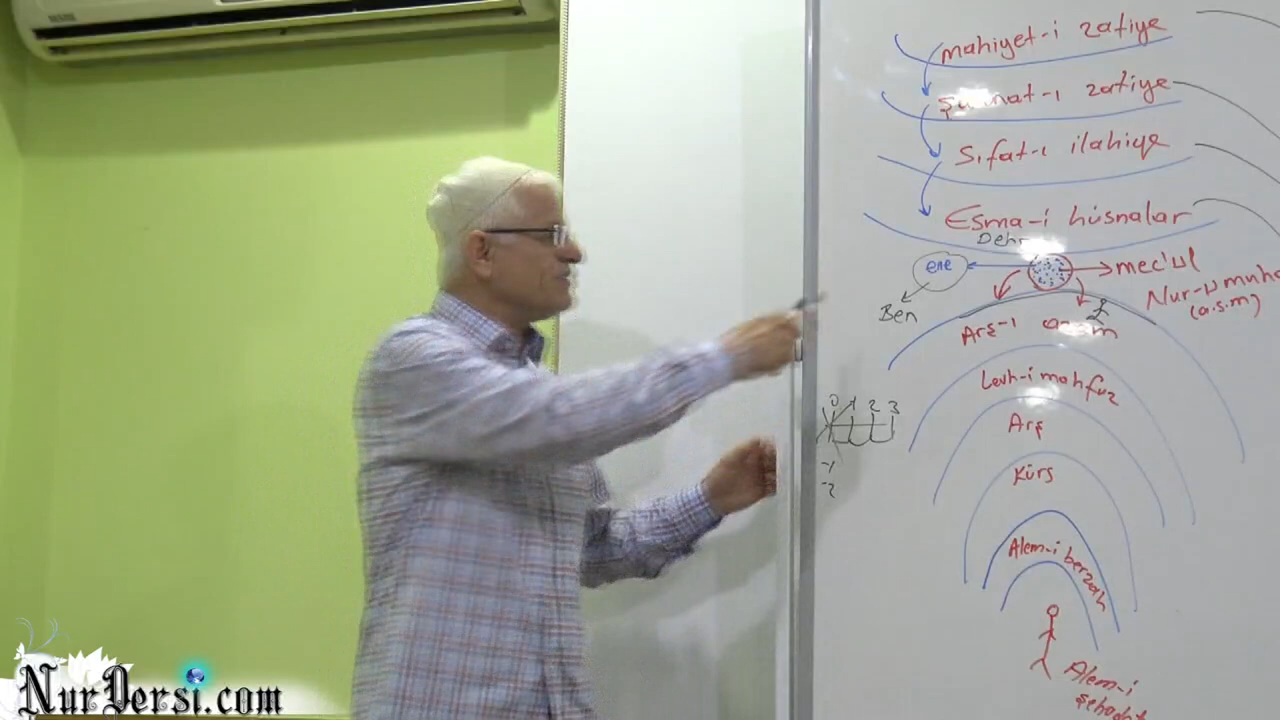 mahiyet-i zatiye
şuunat-ı zatiye
Sıfat-ı ilahiye
Esma-i hüsnalar
Dehr
ene
mec'ul
Ben
Nur-u muha
(a.s.m)
Arş-ı azam
Levh-i mahfuz
0 1 2 3
Arş
-1
Kürs
-2
Alem-i berzah
Alem-i
şehadet
NurDersi.com